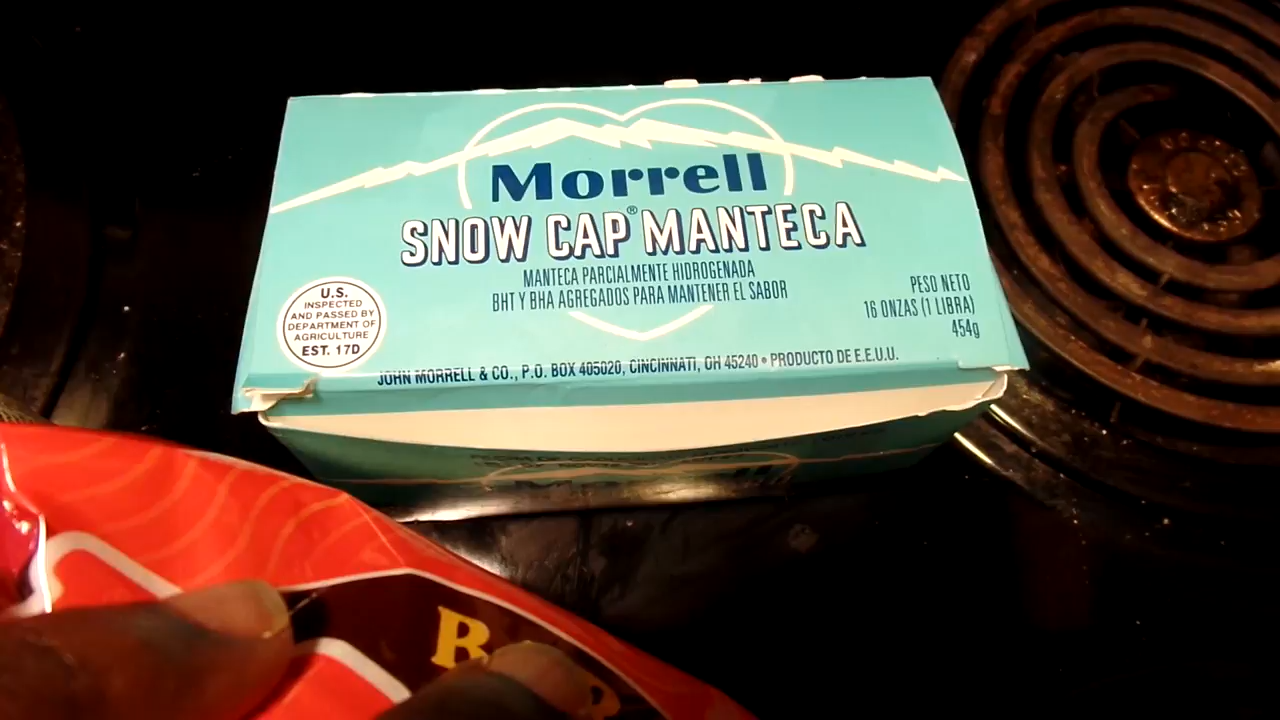 Morrell
SNOW CAP® MANTECA
MANTECA PARCIALMENTE HIDROGENADA
BHT Y BHA AGREGADOS PARA MANTENER EL SABOR
PESO NETO
16 ONZAS (1 LIBRA)
454g
U.S.
INSPECTED
AND PASSED BY
DEPARTMENT OF
AGRICULTURE
EST. 17D
JOHN MORRELL & CO., P.O. BOX 405020, CINCINNATI, OH 45240 • PRODUCTO DE E.E.U.U.